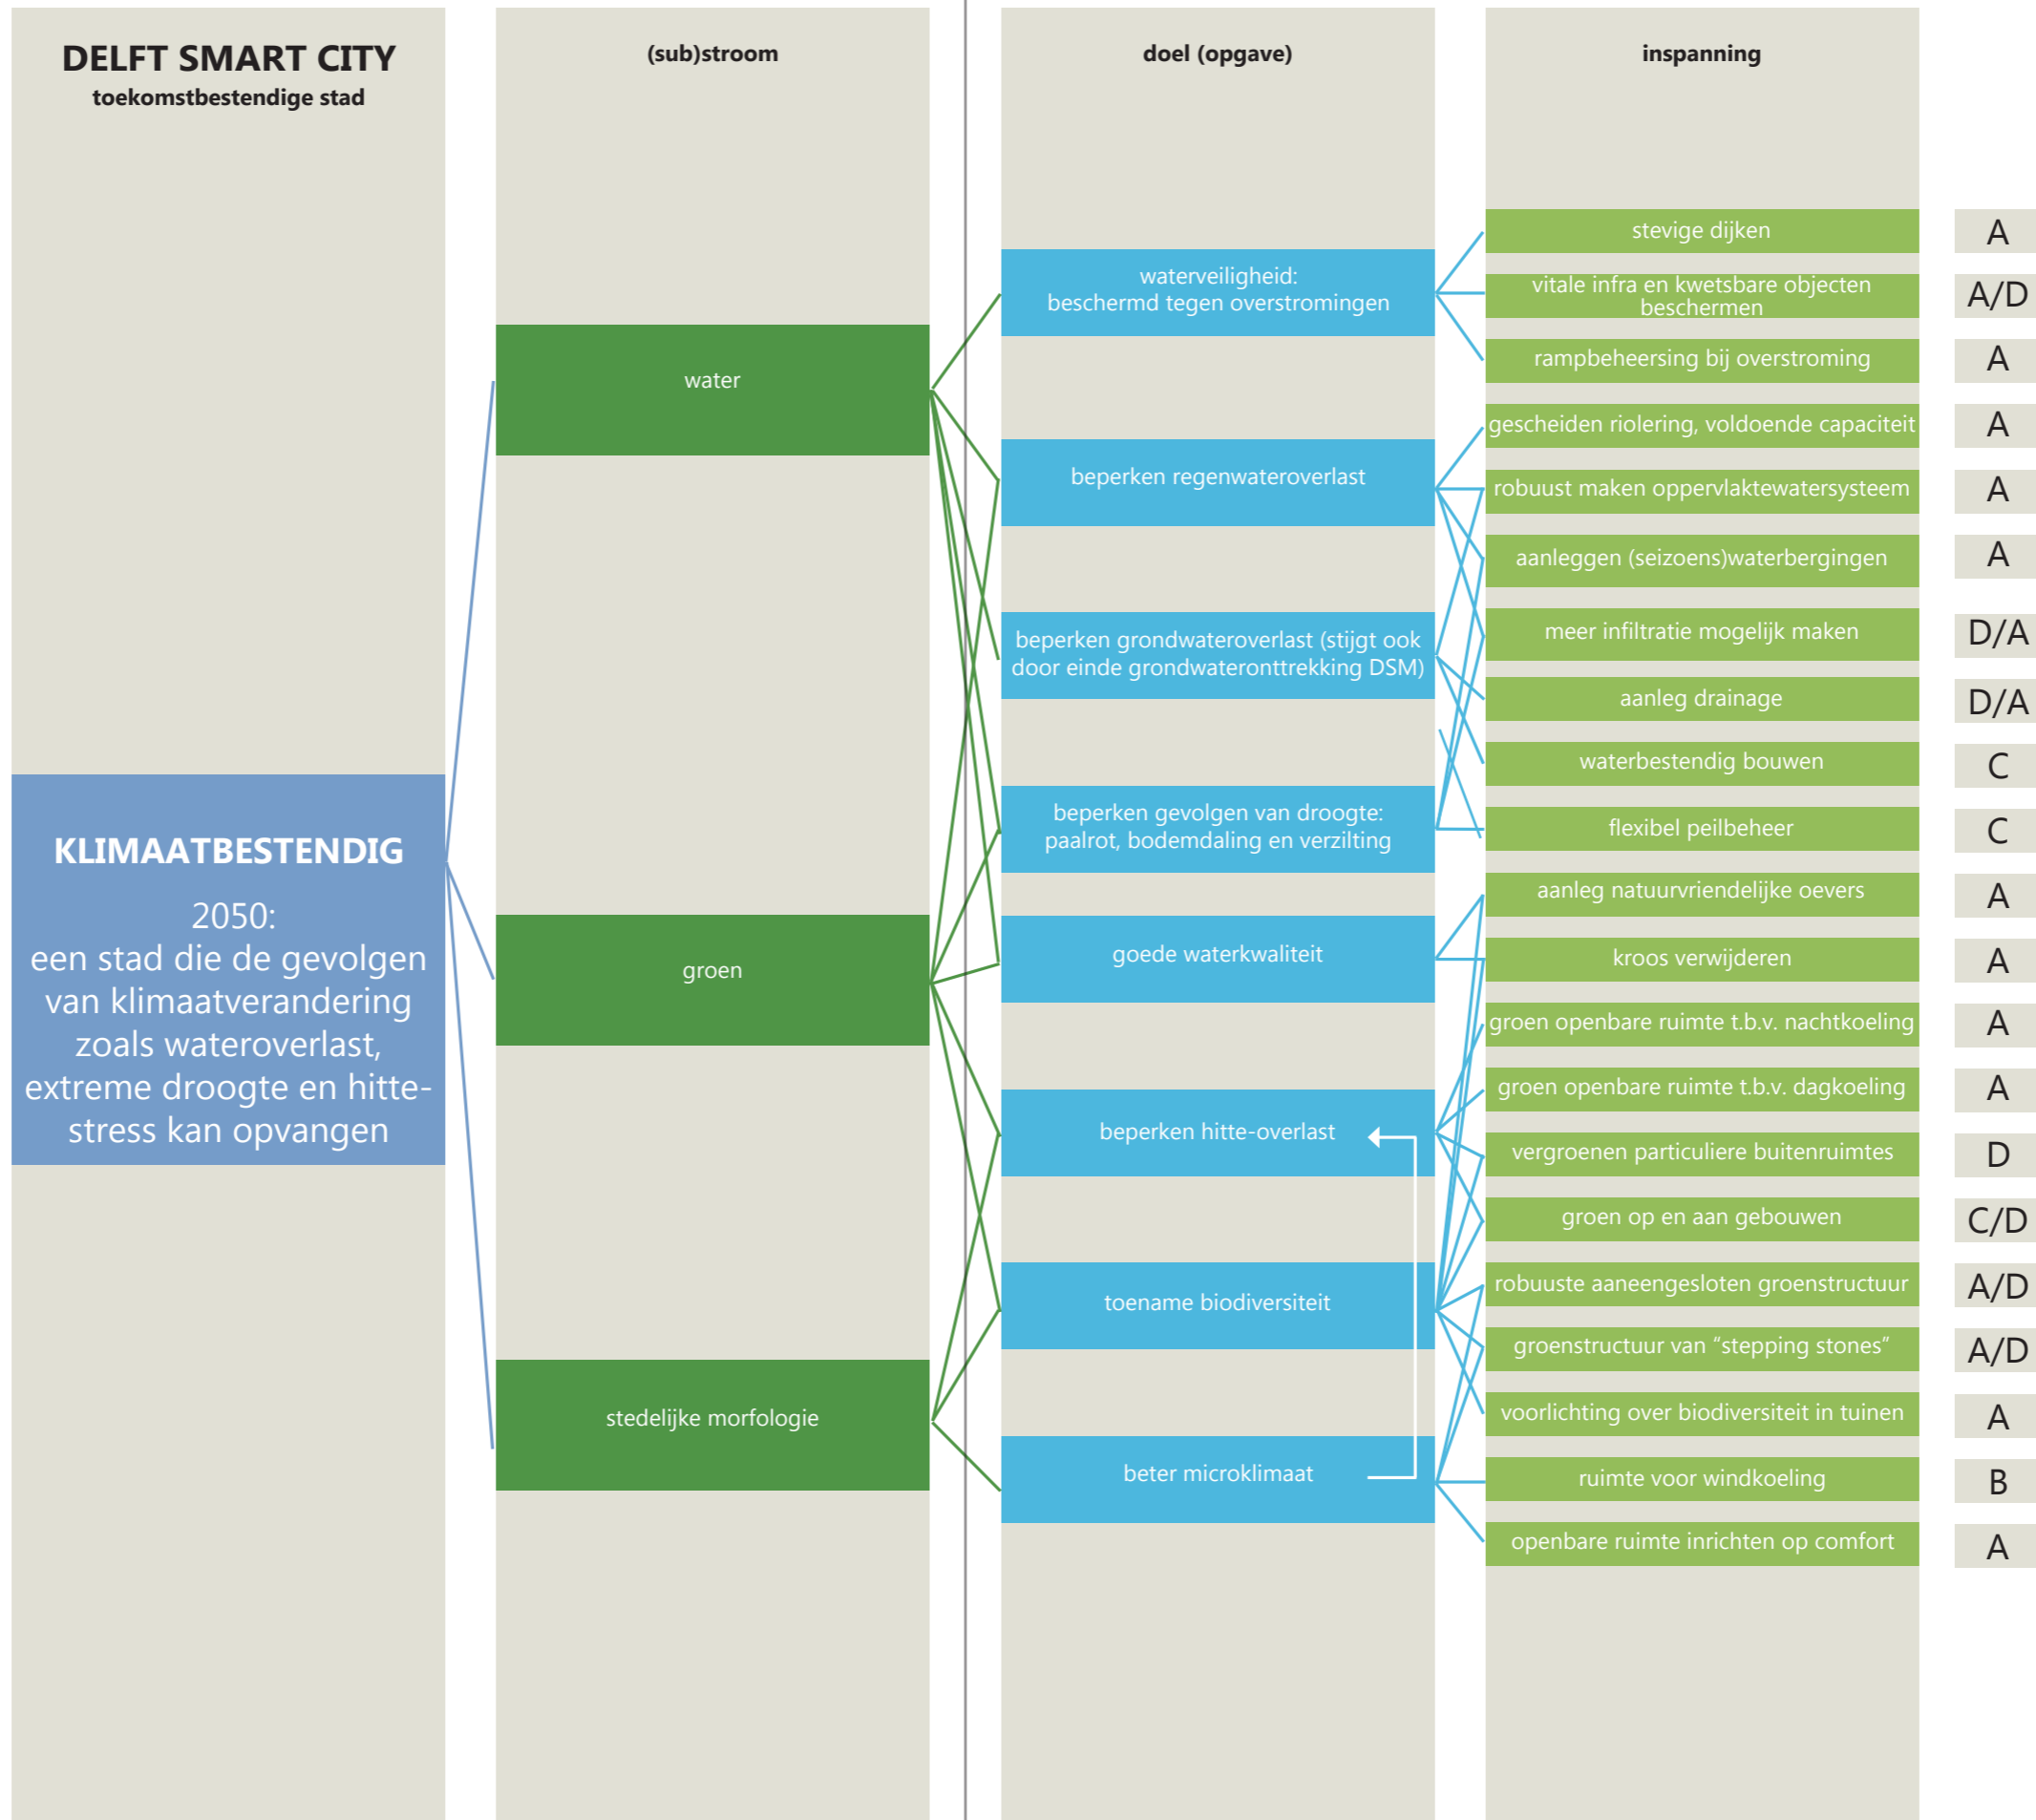 DELFT SMART CITY
toekomstbestendige stad
KLIMAATBESTENDIG
2050:
een stad die de gevolgen
van klimaatverandering
zoals wateroverlast,
extreme droogte en hitte-
stress kan opvangen
(sub)stroom
water
groen
stedelijke morfologie
doel (opgave)
waterveiligheid:
beschermd tegen overstromingen
beperken regenwateroverlast
beperken grondwateroverlast (stijgt ook
door einde grondwateronttrekking DSM)
beperken gevolgen van droogte:
paalrot, bodemdaling en verzilting
goede waterkwaliteit
beperken hitte-overlast
toename biodiversiteit
beter microklimaat
inspanning
stevige dijken
A
vitale infra en kwetsbare objecten
beschermen
A/D
rampbeheersing bij overstroming
A
gescheiden riolering, voldoende capaciteit
A
robuust maken oppervlaktewatersysteem
A
aanleggen (seizoens)waterbergingen
A
meer infiltratie mogelijk maken
D/A
aanleg drainage
D/A
waterbestendig bouwen
C
flexibel peilbeheer
C
aanleg natuurvriendelijke oevers
A
kroos verwijderen
A
groen openbare ruimte t.b.v. nachtkoeling
A
groen openbare ruimte t.b.v. dagkoeling
A
vergroenen particuliere buitenruimtes
D
groen op en aan gebouwen
C/D
robuuste aaneengesloten groenstructuur
A/D
groenstructuur van “stepping stones”
A/D
voorlichting over biodiversiteit in tuinen
A
ruimte voor windkoeling
B
openbare ruimte inrichten op comfort
A